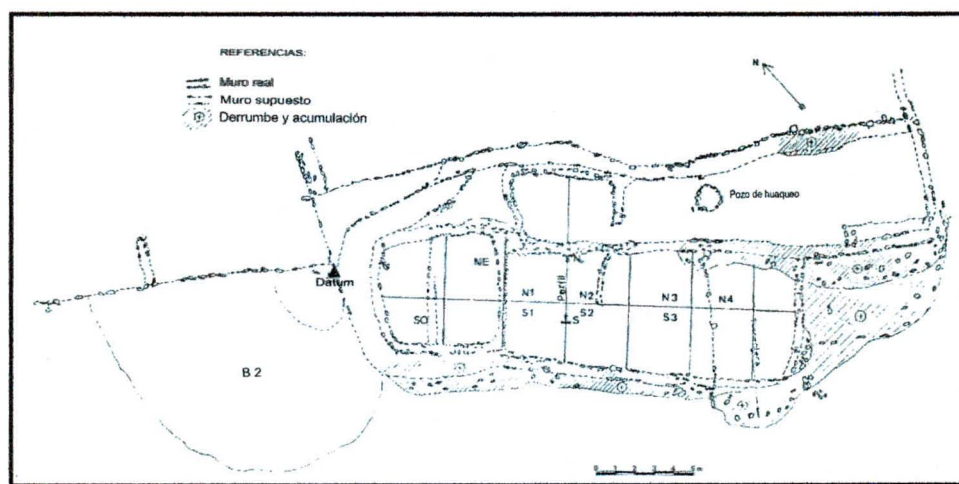 REFERENCIAS:
Muro real
Muro supuesto
Derrumbe y acumulación
N
Pozo de huaqueo
Datum
NE
SO
N1
Perfil
N2
N3
N4
S1
S
S2
S3
B 2
0 1 2 3 4 5m